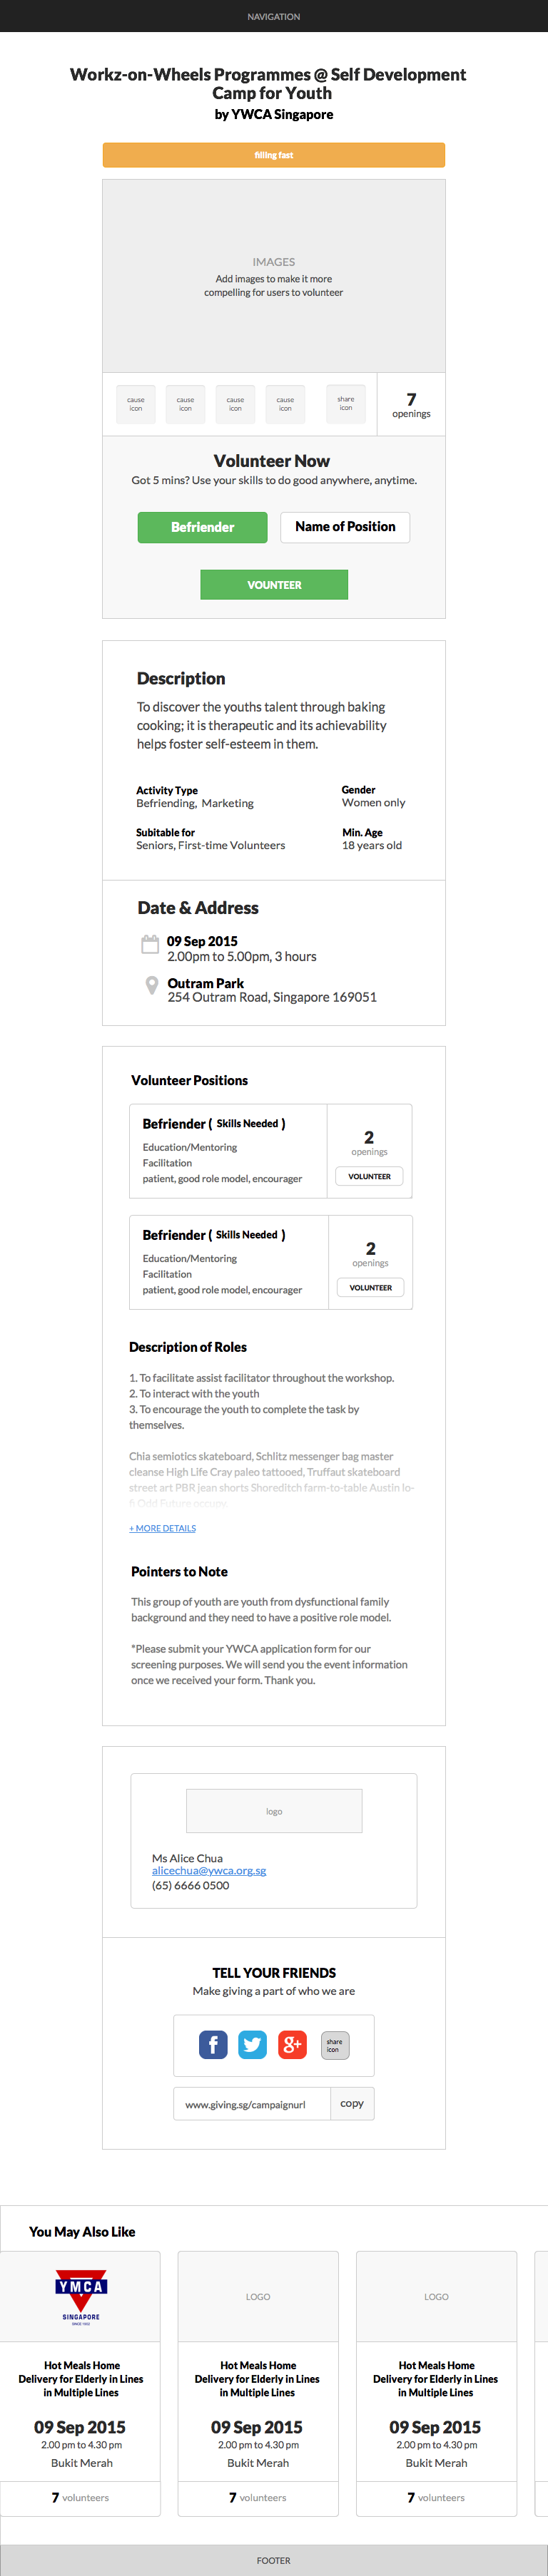 NAVIGATION
Workz-on-Wheels Programmes @ Self Development
Camp for Youth
by YWCA Singapore
filling fast
IMAGES
Add images to make it more
compelling for users to volunteer
cause
icon
cause
icon
cause
icon
cause
icon
share
icon
7
openings
Volunteer Now
Got 5 mins? Use your skills to do good anywhere, anytime.
Befriender
Name of Position
VOUNTEER
Description
To discover the youths talent through baking
cooking; it is therapeutic and its achievability
helps foster self-esteem in them.
Activity Type
Befriending, Marketing
Gender
Women only
Subitable for
Seniors, First-time Volunteers
Min. Age
18 years old
Date & Address
09 Sep 2015
2.00pm to 5.00pm, 3 hours
Outram Park
254 Outram Road, Singapore 169051
Volunteer Positions
Befriender ( Skills Needed )
Education/Mentoring
Facilitation
patient, good role model, encourager
2
openings
VOLUNTEER
Befriender ( Skills Needed )
Education/Mentoring
Facilitation
patient, good role model, encourager
2
openings
VOLUNTEER
Description of Roles
1. To facilitate assist facilitator throughout the workshop.
2. To interact with the youth
3. To encourage the youth to complete the task by
themselves.
Chia semiotics skateboard, Schlitz messenger bag master
cleanse High Life Cray paleo tattooed, Truffaut skateboard
street art PBR jean shorts Shoreditch farm-to-table Austin lo-
fi Odd Future occupy
+ MORE DETAILS
Pointers to Note
This group of youth are youth from dysfunctional family
background and they need to have a positive role model.
*Please submit your YWCA application form for our
screening purposes. We will send you the event information
once we received your form. Thank you.
logo
Ms Alice Chua
alicechua@ywca.org.sg
(65) 6666 0500
TELL YOUR FRIENDS
Make giving a part of who we are
f
g+
share
icon
www.giving.sg/campaignurl
copy
You May Also Like
YMCA
SINGAPORE
SINCE 1902
Hot Meals Home
Delivery for Elderly in Lines
in Multiple Lines
09 Sep 2015
2.00 pm to 4.30 pm
Bukit Merah
7 volunteers
LOGO
Hot Meals Home
Delivery for Elderly in Lines
in Multiple Lines
09 Sep 2015
2.00 pm to 4.30 pm
Bukit Merah
7 volunteers
LOGO
Hot Meals Home
Delivery for Elderly in Lines
in Multiple Lines
09 Sep 2015
2.00 pm to 4.30 pm
Bukit Merah
7 volunteers
FOOTER